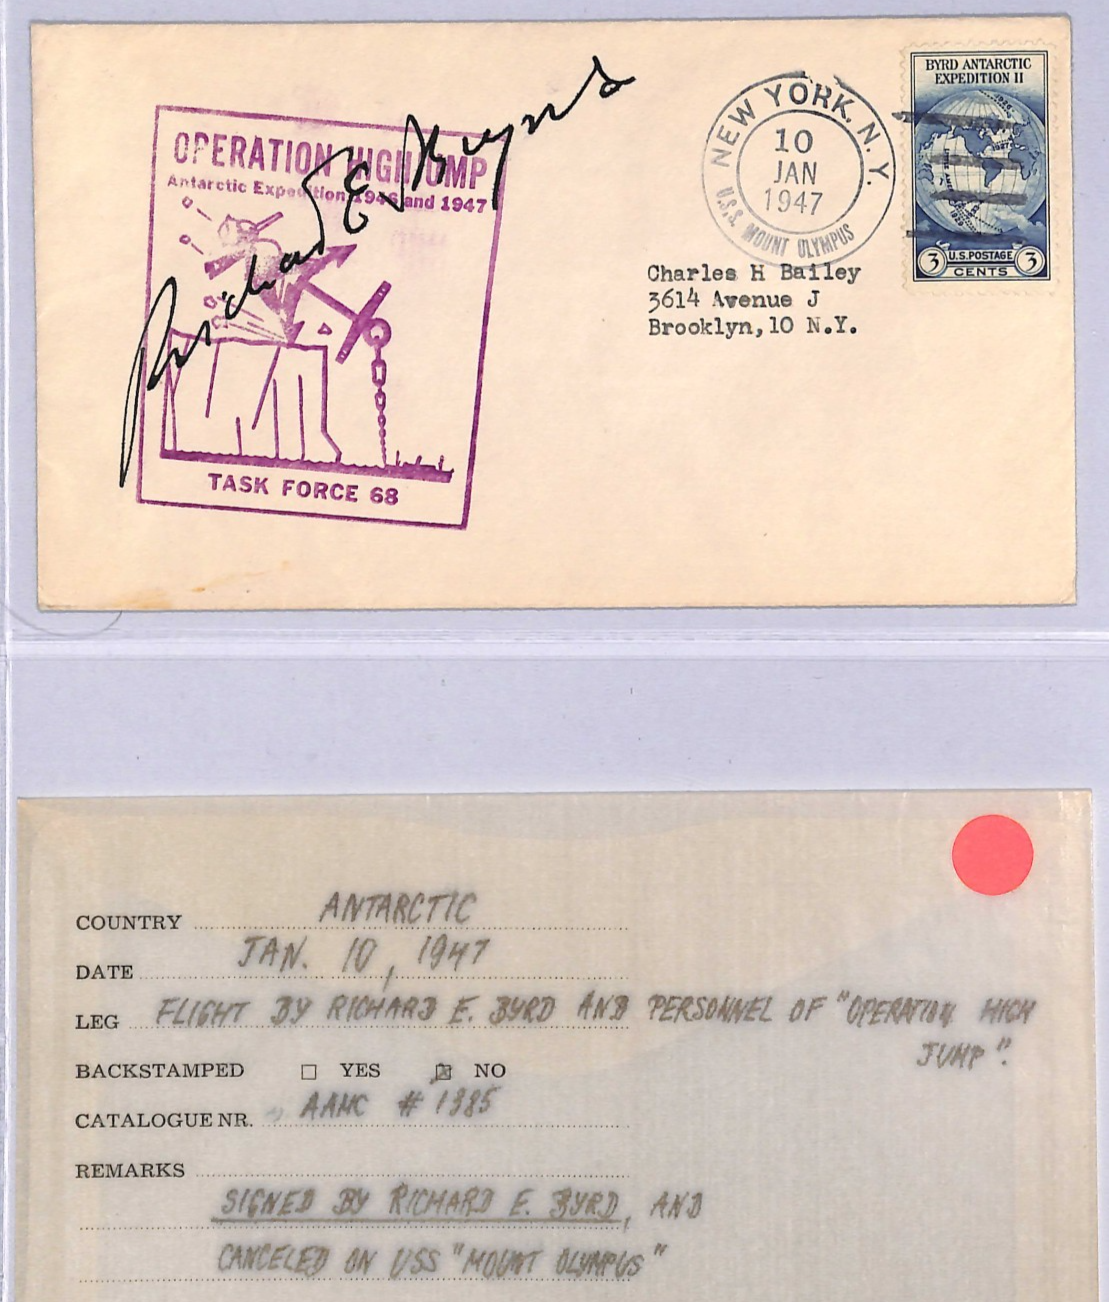 OPERATION HIGHJUMP
Antarctic Expedition 1946 and 1947
Richard E Byrd
TASK FORCE 68
NEW YORK, N.Y.
10
JAN
1947
U.S.S. MOUNT OLYMPUS
BYRD ANTARCTIC
EXPEDITION II
3 U.S. POSTAGE 3
CENTS
Charles H Bailey
3614 Avenue J
Brooklyn, 10 N.Y.
COUNTRY ANTARCTIC
DATE JAN. 10, 1947
LEG FLIGHT BY RICHARD E. BYRD AND PERSONNEL OF "OPERATION HIGH
JUMP".
BACKSTAMPED YES NO
CATALOGUE NR. AAMC # 1385
REMARKS
SIGNED BY RICHARD E. BYRD, AND
CANCELED ON USS "MOUNT OLYMPUS"